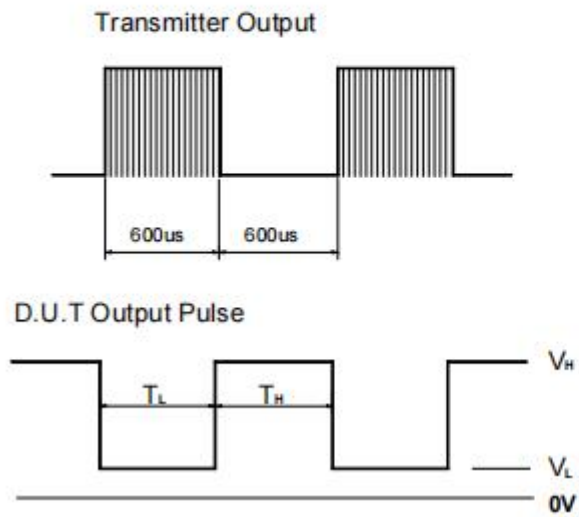 Transmitter Output
600us 600us
D.U.T Output Pulse
VH
TL TH
VL
0V